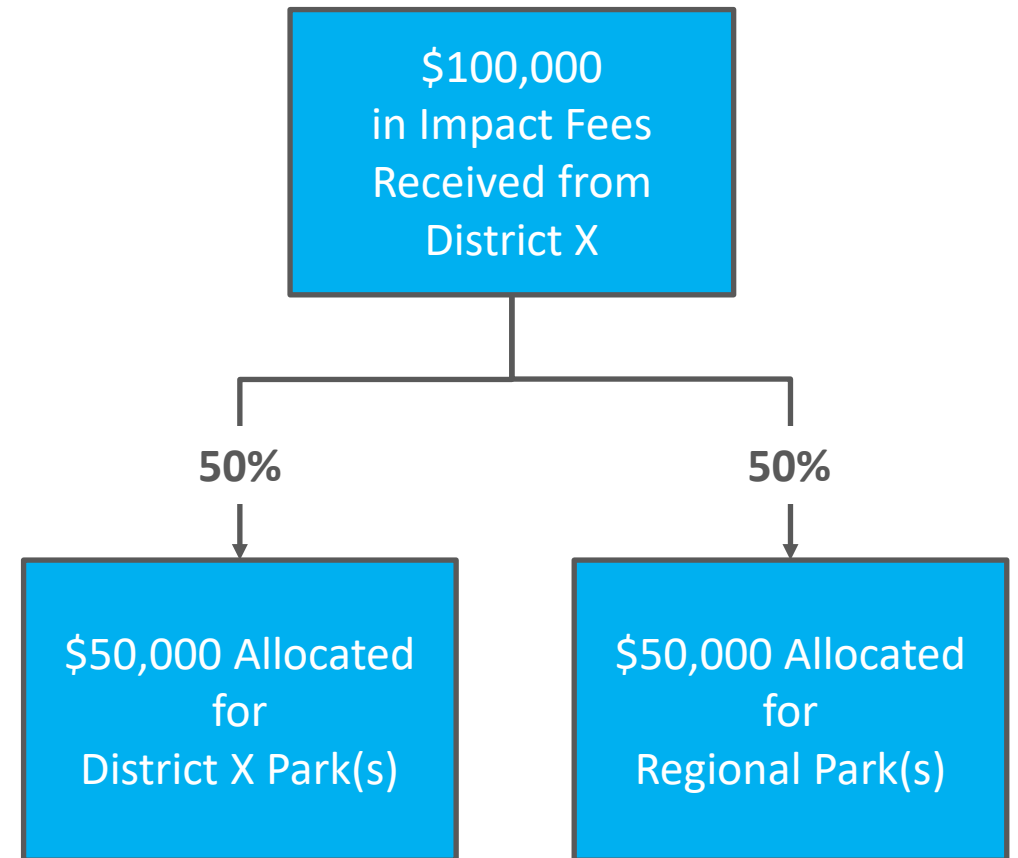 $100,000
in Impact Fees
Received from
District X
50%
50%
$50,000 Allocated
for
District X Park(s)
$50,000 Allocated
for
Regional Park(s)